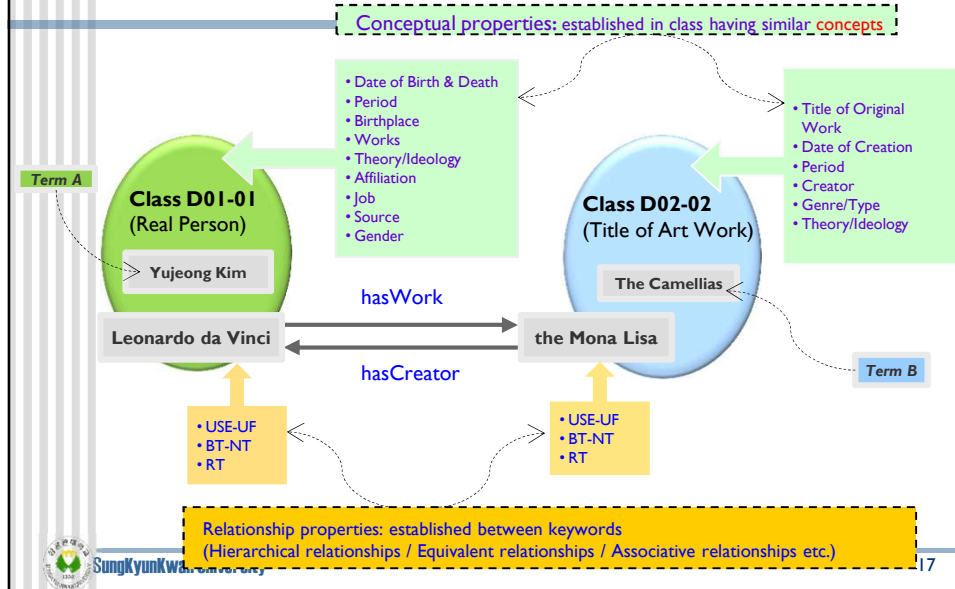 Conceptual properties: established in class having similar concepts
• Date of Birth & Death
• Period
• Birthplace
• Works
• Theory/Ideology
• Affiliation
• Job
• Source
• Gender
• Title of Original
Work
• Date of Creation
• Period
• Creator
• Genre/Type
• Theory/Ideology
Term A
Class D01-01
(Real Person)
Yujeong Kim
Leonardo da Vinci
hasWork
hasCreator
Class D02-02
(Title of Art Work)
The Camellias
the Mona Lisa
Term B
• USE-UF
• BT-NT
• RT
• USE-UF
• BT-NT
• RT
Relationship properties: established between keywords
(Hierarchical relationships / Equivalent relationships / Associative relationships etc.)
SungKyunKwan University
17